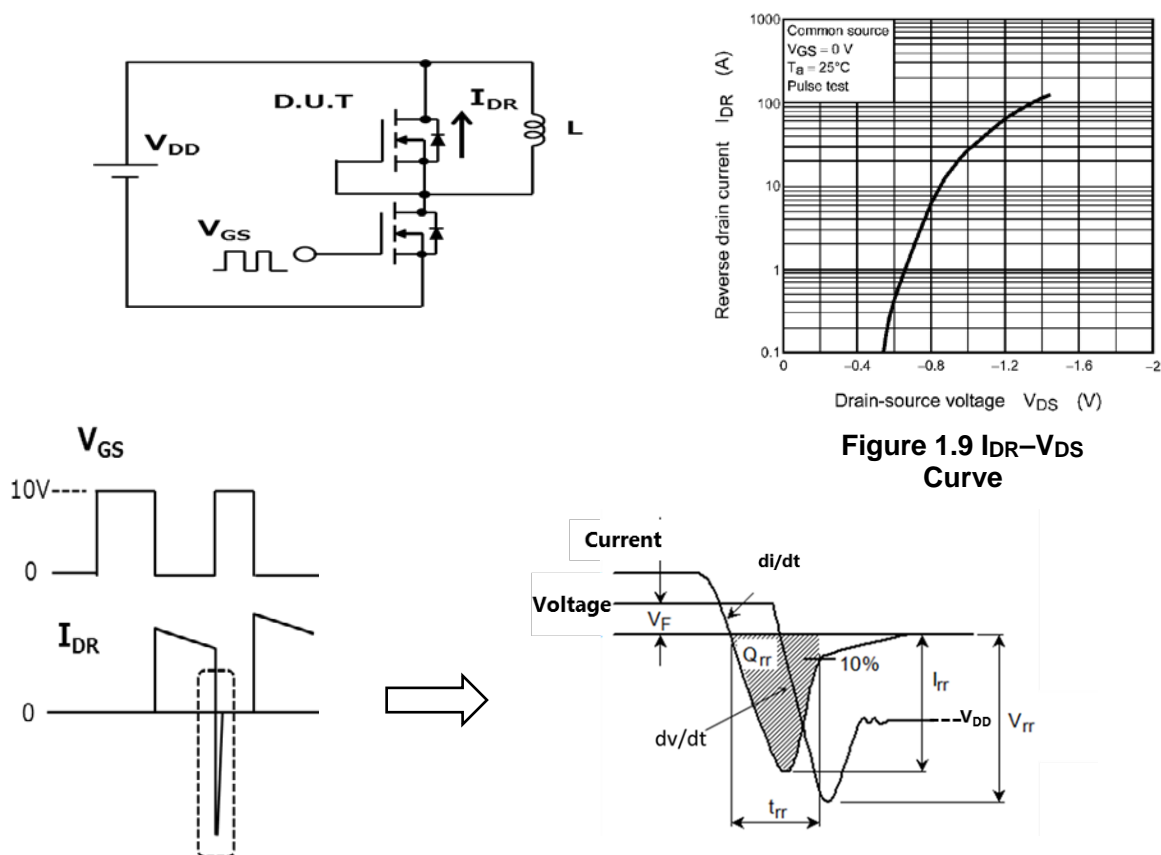 D.U.T
IDR
L
VDD
VGS
Reverse drain current IDR (A)
1000
100
10
1
0.1
Common source
VGS = 0 V
Ta = 25°C
Pulse test
0
−0.4
−0.8
−1.2
−1.6
−2
Drain-source voltage VDS (V)
Figure 1.9 IDR–VDS
Curve
VGS
10V
0
IDR
0
Current
di/dt
Voltage
VF
Qrr
10%
Irr
dv/dt
VDD
Vrr
trr